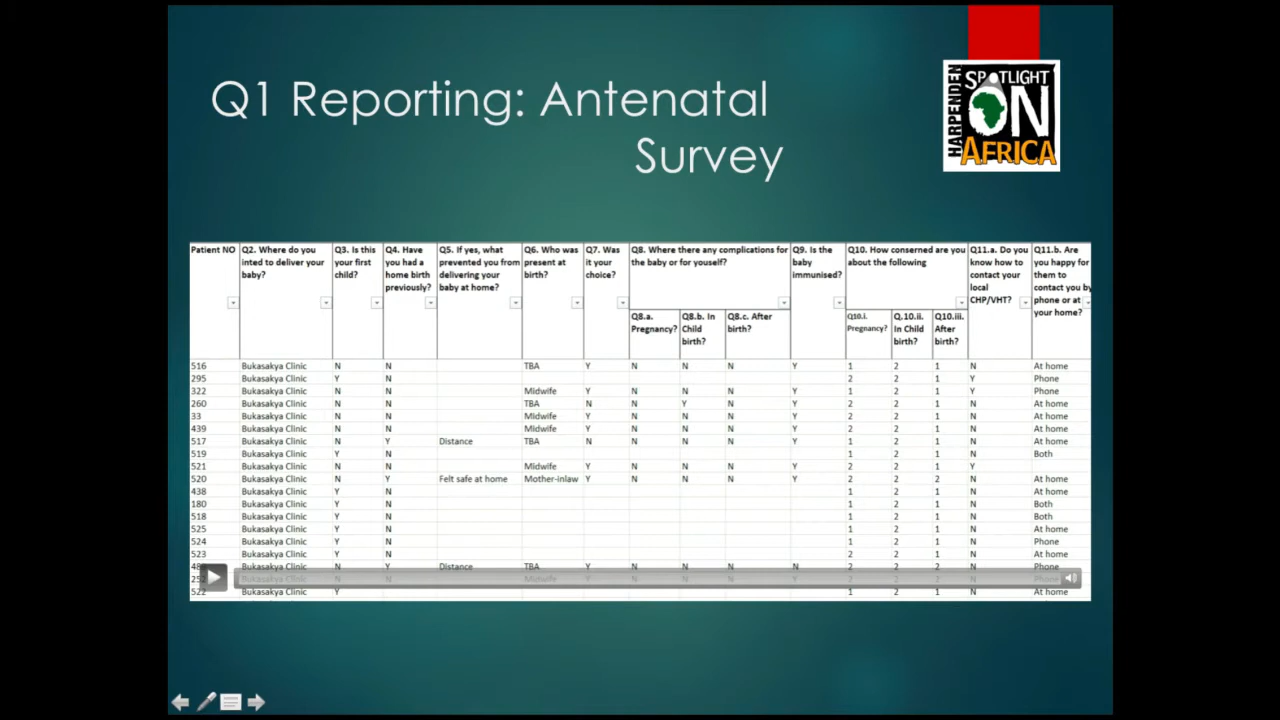 Q1 Reporting: Antenatal
Survey
HARPENDEN
SPOTLIGHT
ON
AFRICA
Patient NO Q2. Where do you Q3. Is this Q4. Have Q5. If yes, what Q6. Who was Q7. Was Q8. Where there any complications for Q9. Is the Q10. How conserned are you Q11.a. Do you Q11.b. Are
inted to deliver your your first you had a prevented you from present at it your the baby or for youself? baby about the following know how to you happy for
baby? child? home birth delivering your birth? choice? immunised? contact your them to
previously? baby at home? local contact you by
CHP/VHT? phone or at
your home?
Q8.a. Q8.b. In Q8.c. After Q10.i. Q.10.ii. Q10.iii.
Pregnancy? Child birth? Pregnancy? In Child After
birth? birth? birth?
516 Bukasakya Clinic N N TBA Y N N N Y 1 2 1 N At home
295 Bukasakya Clinic Y N 2 2 1 Y Phone
322 Bukasakya Clinic N N Midwife Y N N N Y 1 2 1 Y Phone
260 Bukasakya Clinic N N TBA N N Y N Y 2 2 1 N At home
33 Bukasakya Clinic N N Midwife Y N N N Y 2 2 1 N At home
439 Bukasakya Clinic N N Midwife Y N N N Y 2 2 1 N At home
517 Bukasakya Clinic N Y Distance TBA N N N N Y 1 2 1 N At home
519 Bukasakya Clinic Y N 1 2 1 N Both
521 Bukasakya Clinic N N Midwife Y N N N Y 2 2 1 Y
520 Bukasakya Clinic N Y Felt safe at home Mother-inlaw Y N N N Y 2 2 2 N At home
438 Bukasakya Clinic Y N 1 2 1 N At home
180 Bukasakya Clinic Y N 1 2 1 N Both
518 Bukasakya Clinic Y N 1 2 1 N Both
525 Bukasakya Clinic Y N 1 2 1 N At home
524 Bukasakya Clinic Y N 1 2 1 N Phone
523 Bukasakya Clinic Y N 2 2 1 N At home
Bukasakya Clinic N Y Distance TBA Y N N N N 2 2 2 N Phone
Bukasakya Clinic N N Midwife Phone
522 Bukasakya Clinic Y 1 2 1 N At home